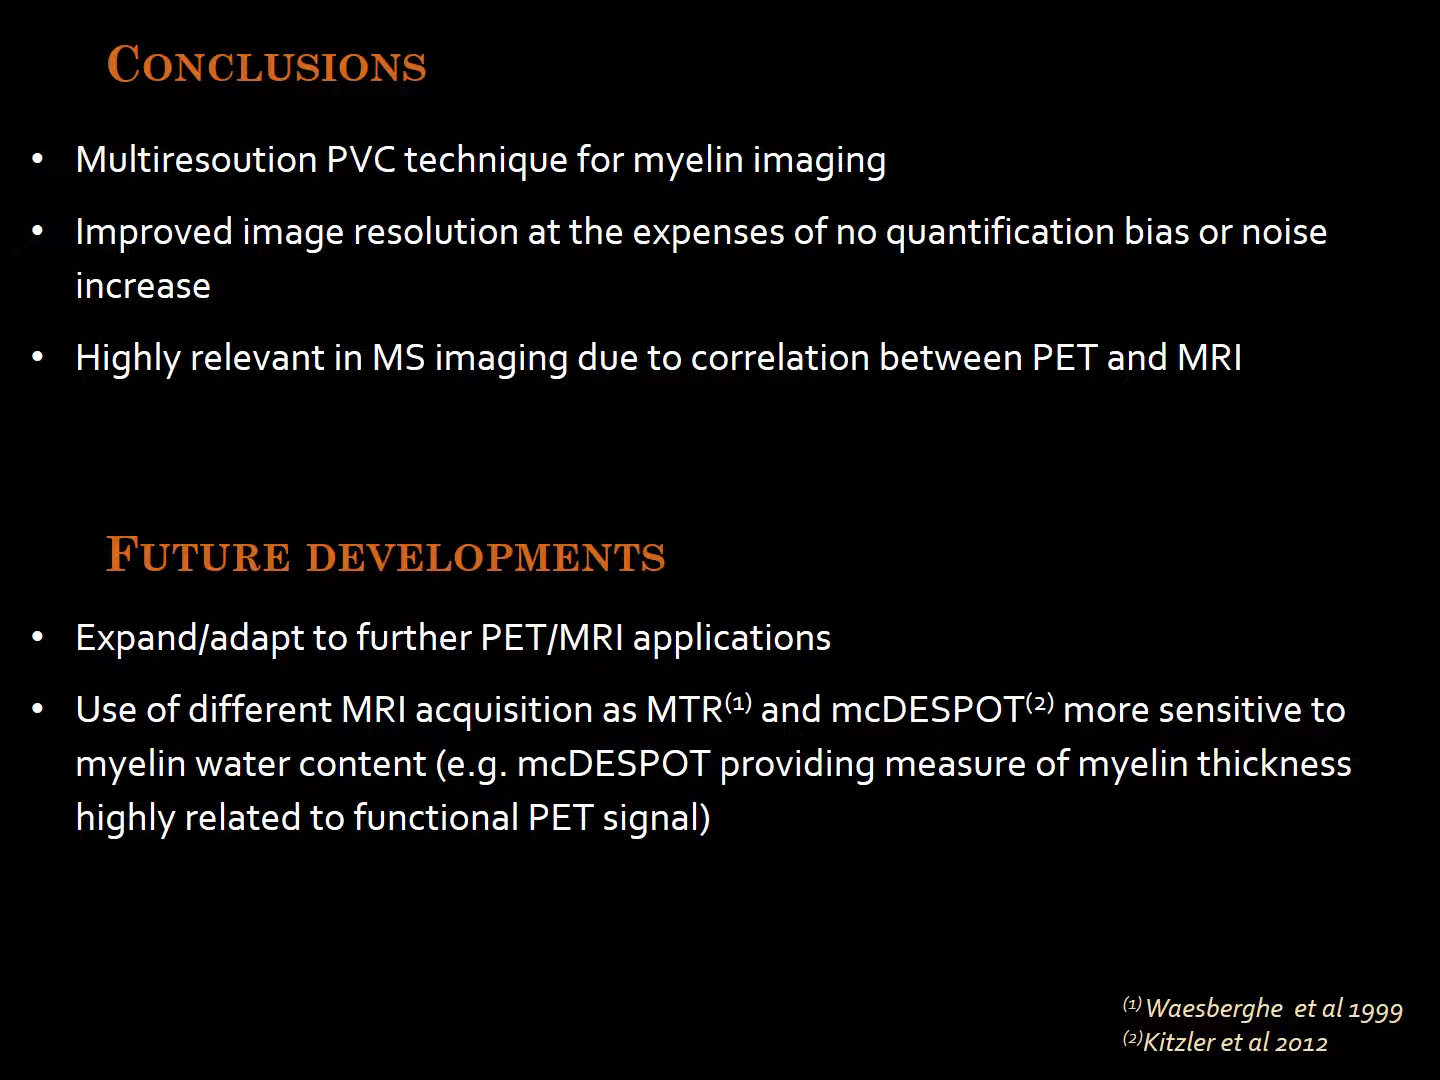 Conclusions
• Multiresoution PVC technique for myelin imaging
• Improved image resolution at the expenses of no quantification bias or noise
increase
• Highly relevant in MS imaging due to correlation between PET and MRI
Future developments
• Expand/adapt to further PET/MRI applications
• Use of different MRI acquisition as MTR(1) and mcDESPOT(2) more sensitive to
myelin water content (e.g. mcDESPOT providing measure of myelin thickness
highly related to functional PET signal)
(1) Waesberghe et al 1999
(2)Kitzler et al 2012